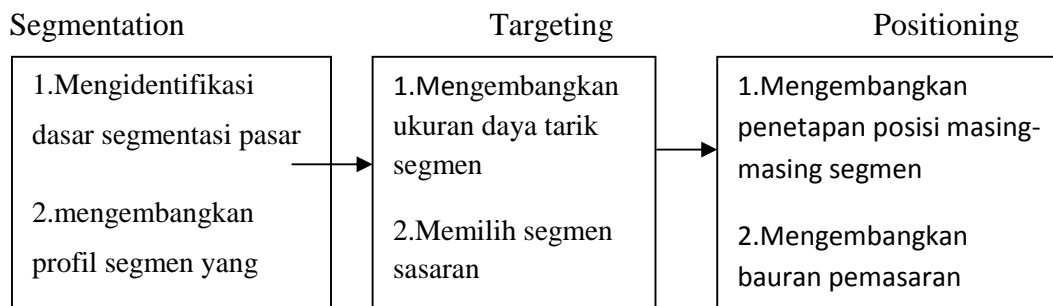 Segmentation Targeting Positioning
1.Mengidentifikasi
dasar segmentasi pasar
2.mengembangkan
profil segmen yang
1.Mengembangkan
ukuran daya tarik
segmen
2.Memilih segmen
sasaran
1.Mengembangkan
penetapan posisi masing-
masing segmen
2.Mengembangkan
bauran pemasaran